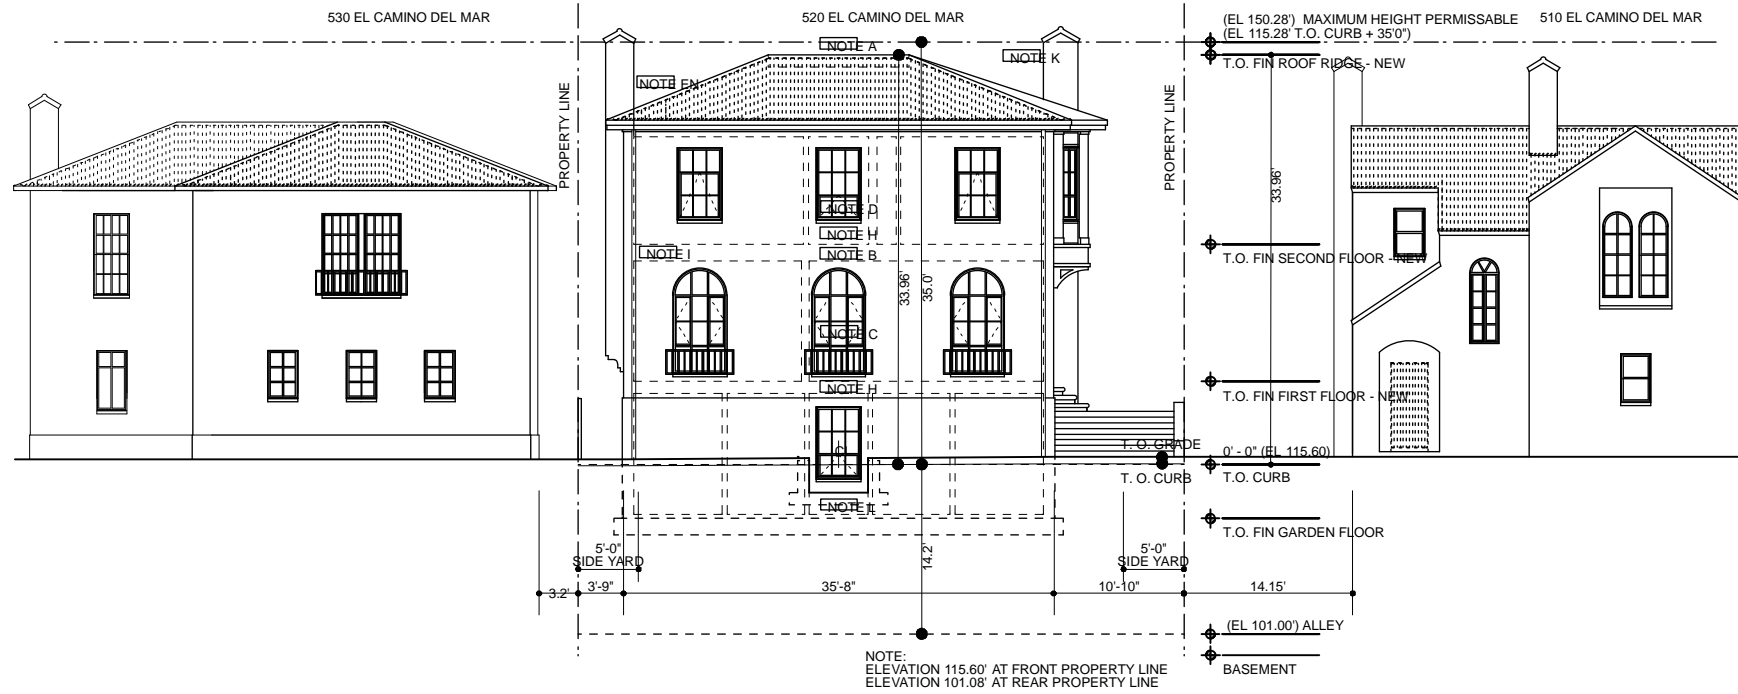 530 EL CAMINO DEL MAR
520 EL CAMINO DEL MAR
(EL 150.28') MAXIMUM HEIGHT PERMISSABLE
510 EL CAMINO DEL MAR
(EL 115.28' T.O. CURB + 35'0")
NOTE A
NOTE K
T.O. FIN ROOF RIDGE - NEW
NOTE EN
PROPERTY LINE
PROPERTY LINE
33.96'
NOTE D
NOTE H
NOTE I
NOTE B
T.O. FIN SECOND FLOOR - NEW
33.96'
35.0'
NOTE C
NOTE H
T.O. FIN FIRST FLOOR - NEW
T. O. GRADE
0' - 0" (EL 115.60)
C
T. O. CURB
T.O. CURB
NOTE L
T.O. FIN GARDEN FLOOR
5'-0"
SIDE YARD
14.2'
5'-0"
SIDE YARD
3.2'
3'-9"
35'-8"
10'-10"
14.15'
(EL 101.00') ALLEY
NOTE:
ELEVATION 115.60' AT FRONT PROPERTY LINE
ELEVATION 101.08' AT REAR PROPERTY LINE
BASEMENT